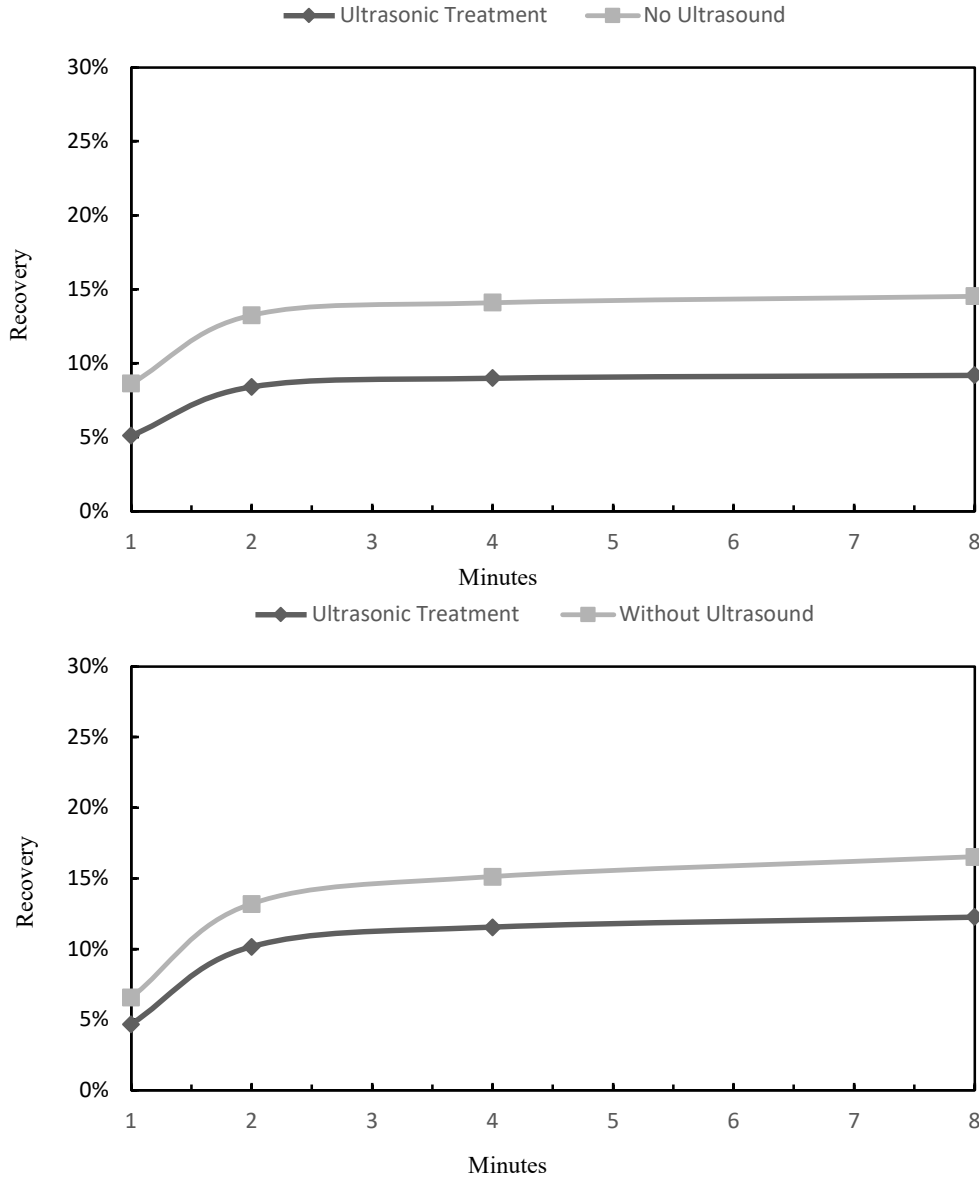 Ultrasonic Treatment No Ultrasound
30%
25%
20%
15%
10%
5%
0%
Recovery
1 2 3 4 5 6 7 8
Minutes
Ultrasonic Treatment Without Ultrasound
30%
25%
20%
15%
10%
5%
0%
Recovery
1 2 3 4 5 6 7 8
Minutes